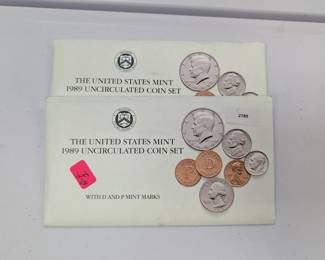 THE UNITED STATES MINT
1989 UNCIRCULATED COIN SET
THE UNITED STATES MINT
1989 UNCIRCULATED COIN SET
WITH D AND P MINT MARKS